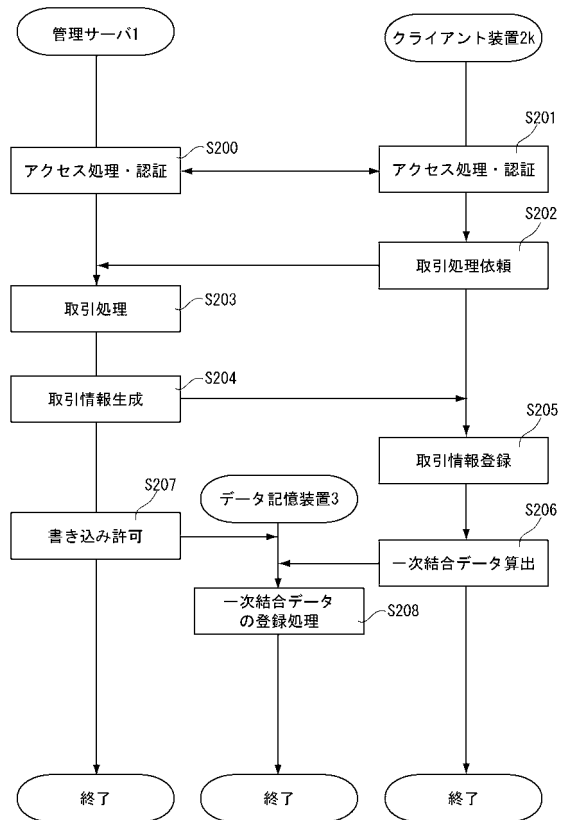 管理サーバ1
クライアント装置2k
S200
S201
アクセス処理・認証
アクセス処理・認証
S202
取引処理依頼
取引処理
S203
取引情報生成
S204
S205
取引情報登録
S207
データ記憶装置3
S206
書き込み許可
一次結合データ算出
一次結合データ
の登録処理
S208
終了
終了
終了